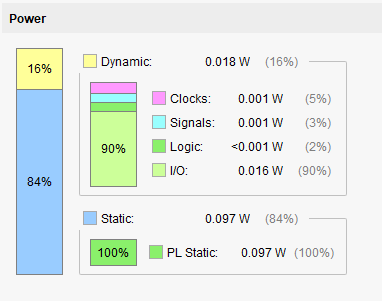 Power
16%
84%
Dynamic: 0.018 W (16%)
90%
Clocks: 0.001 W (5%)
Signals: 0.001 W (3%)
Logic: <0.001 W (2%)
I/O: 0.016 W (90%)
Static: 0.097 W (84%)
100%
PL Static: 0.097 W (100%)